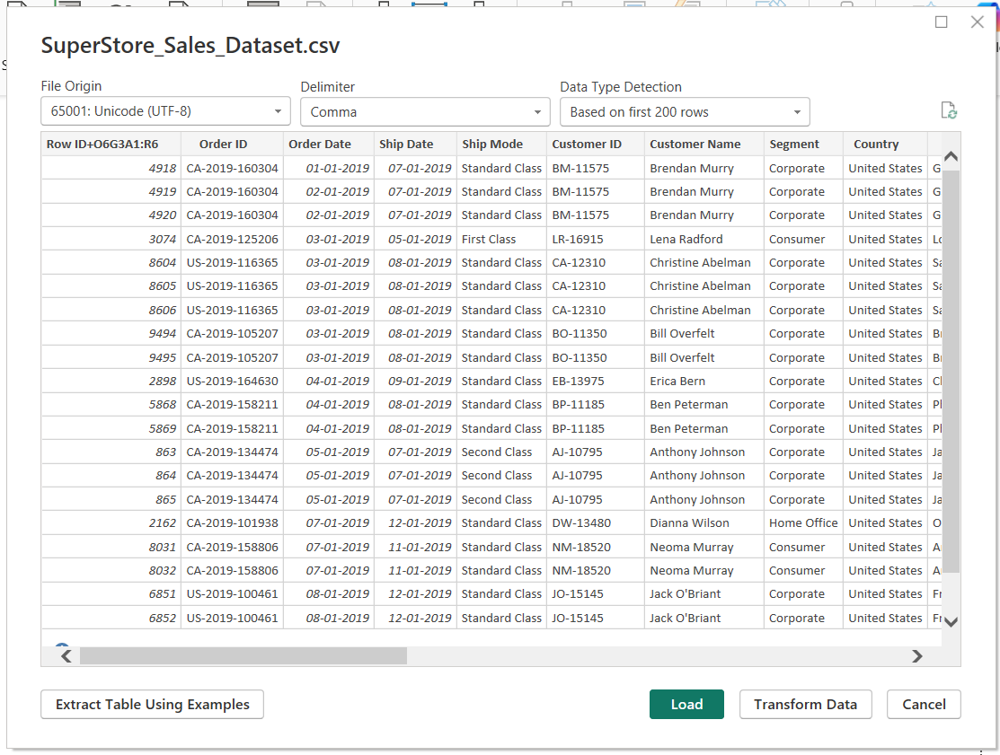 SuperStore_Sales_Dataset.csv
File Origin Delimiter Data Type Detection
65001: Unicode (UTF-8) Comma Based on first 200 rows
Row ID+O6G3A1:R6 Order ID Order Date Ship Date Ship Mode Customer ID Customer Name Segment Country
4918 CA-2019-160304 01-01-2019 07-01-2019 Standard Class BM-11575 Brendan Murry Corporate United States G
4919 CA-2019-160304 02-01-2019 07-01-2019 Standard Class BM-11575 Brendan Murry Corporate United States G
4920 CA-2019-160304 02-01-2019 07-01-2019 Standard Class BM-11575 Brendan Murry Corporate United States G
3074 CA-2019-125206 03-01-2019 05-01-2019 First Class LR-16915 Lena Radford Consumer United States Lo
8604 US-2019-116365 03-01-2019 08-01-2019 Standard Class CA-12310 Christine Abelman Corporate United States Sa
8605 US-2019-116365 03-01-2019 08-01-2019 Standard Class CA-12310 Christine Abelman Corporate United States Sa
8606 US-2019-116365 03-01-2019 08-01-2019 Standard Class CA-12310 Christine Abelman Corporate United States Sa
9494 CA-2019-105207 03-01-2019 08-01-2019 Standard Class BO-11350 Bill Overfelt Corporate United States Br
9495 CA-2019-105207 03-01-2019 08-01-2019 Standard Class BO-11350 Bill Overfelt Corporate United States Br
2898 US-2019-164630 04-01-2019 09-01-2019 Standard Class EB-13975 Erica Bern Corporate United States Cl
5868 CA-2019-158211 04-01-2019 08-01-2019 Standard Class BP-11185 Ben Peterman Corporate United States Pl
5869 CA-2019-158211 04-01-2019 08-01-2019 Standard Class BP-11185 Ben Peterman Corporate United States Pl
863 CA-2019-134474 05-01-2019 07-01-2019 Second Class AJ-10795 Anthony Johnson Corporate United States Ja
864 CA-2019-134474 05-01-2019 07-01-2019 Second Class AJ-10795 Anthony Johnson Corporate United States Ja
865 CA-2019-134474 05-01-2019 07-01-2019 Second Class AJ-10795 Anthony Johnson Corporate United States Ja
2162 CA-2019-101938 07-01-2019 12-01-2019 Standard Class DW-13480 Dianna Wilson Home Office United States O
8031 CA-2019-158806 07-01-2019 11-01-2019 Standard Class NM-18520 Neoma Murray Consumer United States A
8032 CA-2019-158806 07-01-2019 11-01-2019 Standard Class NM-18520 Neoma Murray Consumer United States A
6851 US-2019-100461 08-01-2019 12-01-2019 Standard Class JO-15145 Jack O'Briant Corporate United States Fr
6852 US-2019-100461 08-01-2019 12-01-2019 Standard Class JO-15145 Jack O'Briant Corporate United States Fr
Extract Table Using Examples Load Transform Data Cancel